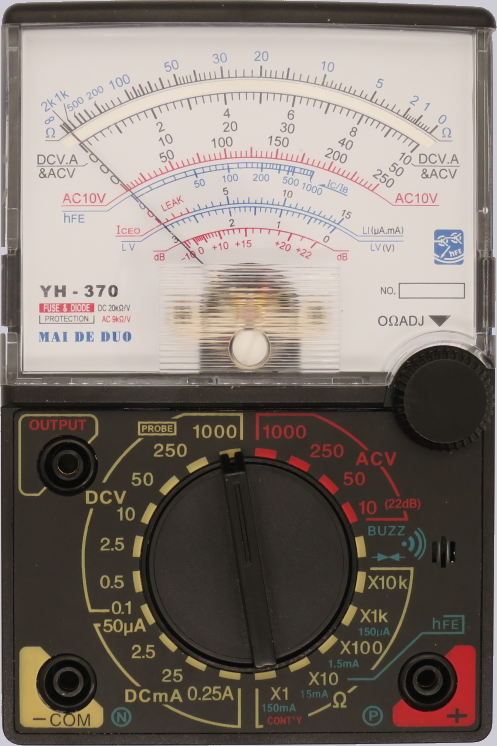 2k 1k 500 200 100 50 30 20 10 5 2 1 0
∞ Ω Ω
0 2 4 6 8 10
10 20 30 40 50
DCV.A &ACV 50 100 150 200 250 DCV.A &ACV
AC10V AC10V
hFE 50 100 200 500 1000 IC/IB
LEAK 5 10 15
ICEO LI(μA,mA)
LV 3 2 1 0 LV(V)
dB -10 0 +10 +15 +20 +22 dB
hFE
YH - 370
FUSE & DIODE DC 20kΩ/V
PROTECTION AC 9kΩ/V
MAI DE DUO
NO.
OΩADJ ▼
OUTPUT
PROBE 1000 1000
250 250 ACV
50 50
DCV
10 10 (22dB)
2.5 BUZZ
0.5 X10k
0.1 X1k
50μA 150μA hFE
2.5 X100
1.5mA
25 X10
15mA Ω
DCmA 0.25A X1
150mA
CONT'Y
−COM N P +